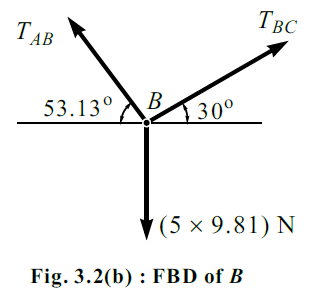 T_AB
T_BC
53.13°
B
30°
(5 × 9.81) N
Fig. 3.2(b) : FBD of B